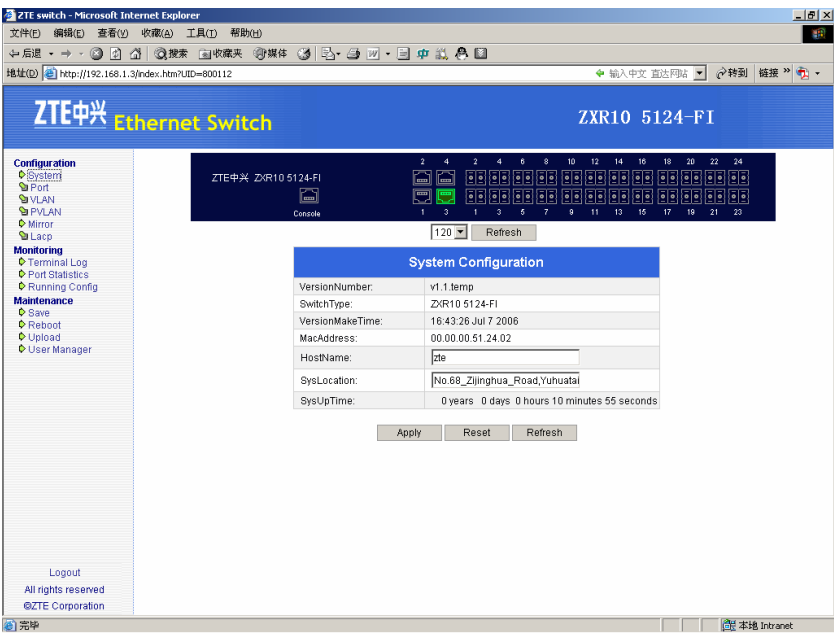 ZTE switch - Microsoft Internet Explorer
文件(F) 编辑(E) 查看(V) 收藏(A) 工具(T) 帮助(H)
后退 搜索 收藏夹 媒体
地址(D) http://192.168.1.3/index.htm?UID=800112 输入中文 直达网站 转到 链接 »
ZTE中兴 Ethernet Switch ZXR10 5124-FI
Configuration
System
Port
VLAN
PVLAN
Mirror
Lacp
Monitoring
Terminal Log
Port Statistics
Running Config
Maintenance
Save
Reboot
Upload
User Manager
Logout
All rights reserved
©ZTE Corporation
2 4 2 4 6 8 10 12 14 16 18 20 22 24
ZTE中兴 ZXR10 5124-FI
Console 1 3 1 3 5 7 9 11 13 15 17 19 21 23
120 Refresh
System Configuration
VersionNumber: v1.1.temp
SwitchType: ZXR10 5124-FI
VersionMakeTime: 16:43:26 Jul 7 2006
MacAddress: 00.00.00.51.24.02
HostName: zte
SysLocation: No.68_Zijinghua_Road,Yuhuatai
SysUpTime: 0 years 0 days 0 hours 10 minutes 55 seconds
Apply Reset Refresh
完毕 本地 Intranet